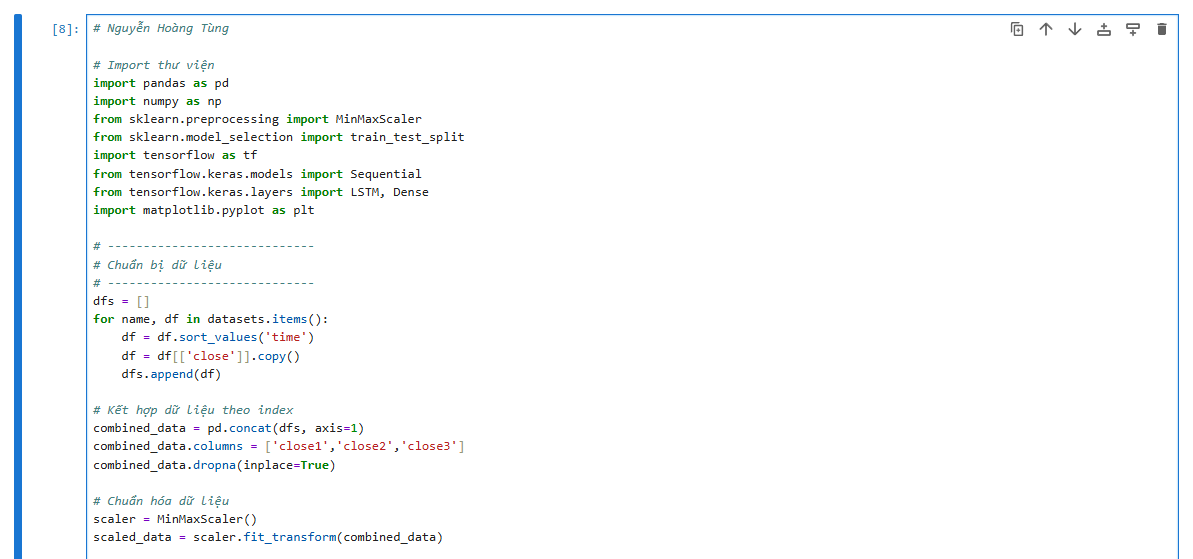 [8]:
# Nguyễn Hoàng Tùng
# Import thư viện
import pandas as pd
import numpy as np
from sklearn.preprocessing import MinMaxScaler
from sklearn.model_selection import train_test_split
import tensorflow as tf
from tensorflow.keras.models import Sequential
from tensorflow.keras.layers import LSTM, Dense
import matplotlib.pyplot as plt
# -----------------------------
# Chuẩn bị dữ liệu
# -----------------------------
dfs = []
for name, df in datasets.items():
    df = df.sort_values('time')
    df = df[['close']].copy()
    dfs.append(df)
# Kết hợp dữ liệu theo index
combined_data = pd.concat(dfs, axis=1)
combined_data.columns = ['close1','close2','close3']
combined_data.dropna(inplace=True)
# Chuẩn hóa dữ liệu
scaler = MinMaxScaler()
scaled_data = scaler.fit_transform(combined_data)